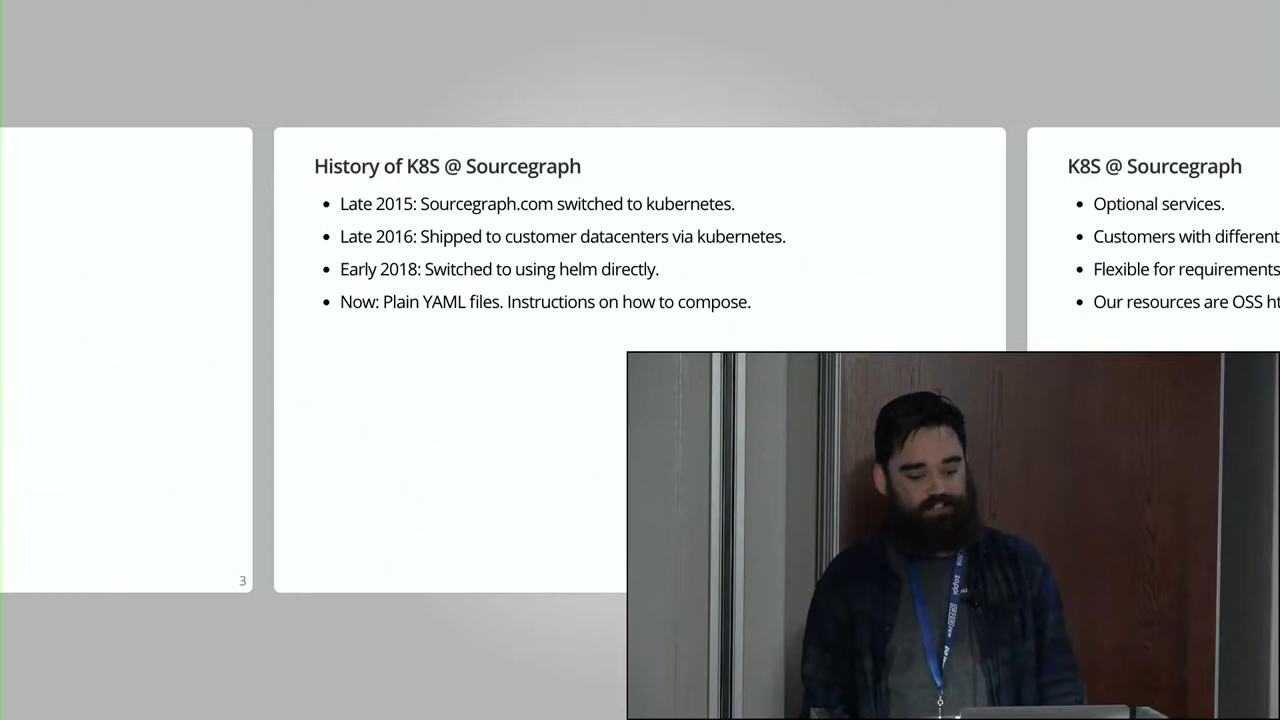 3
History of K8S @ Sourcegraph
Late 2015: Sourcegraph.com switched to kubernetes.
Late 2016: Shipped to customer datacenters via kubernetes.
Early 2018: Switched to using helm directly.
Now: Plain YAML files. Instructions on how to compose.
K8S @ Sourcegraph
Optional services.
Customers with different
Flexible for requirements
Our resources are OSS ht